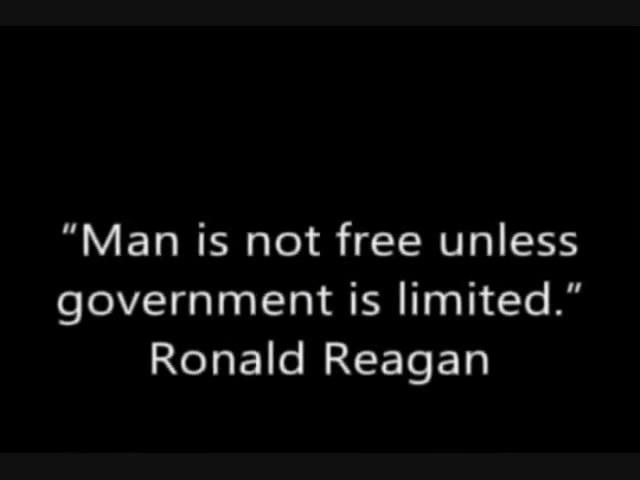 “Man is not free unless
government is limited.”
Ronald Reagan